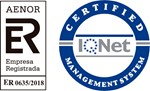 AENOR
ER
Empresa
Registrada
ER 0635/2018
CERTIFIED
IQNet
MANAGEMENT SYSTEM